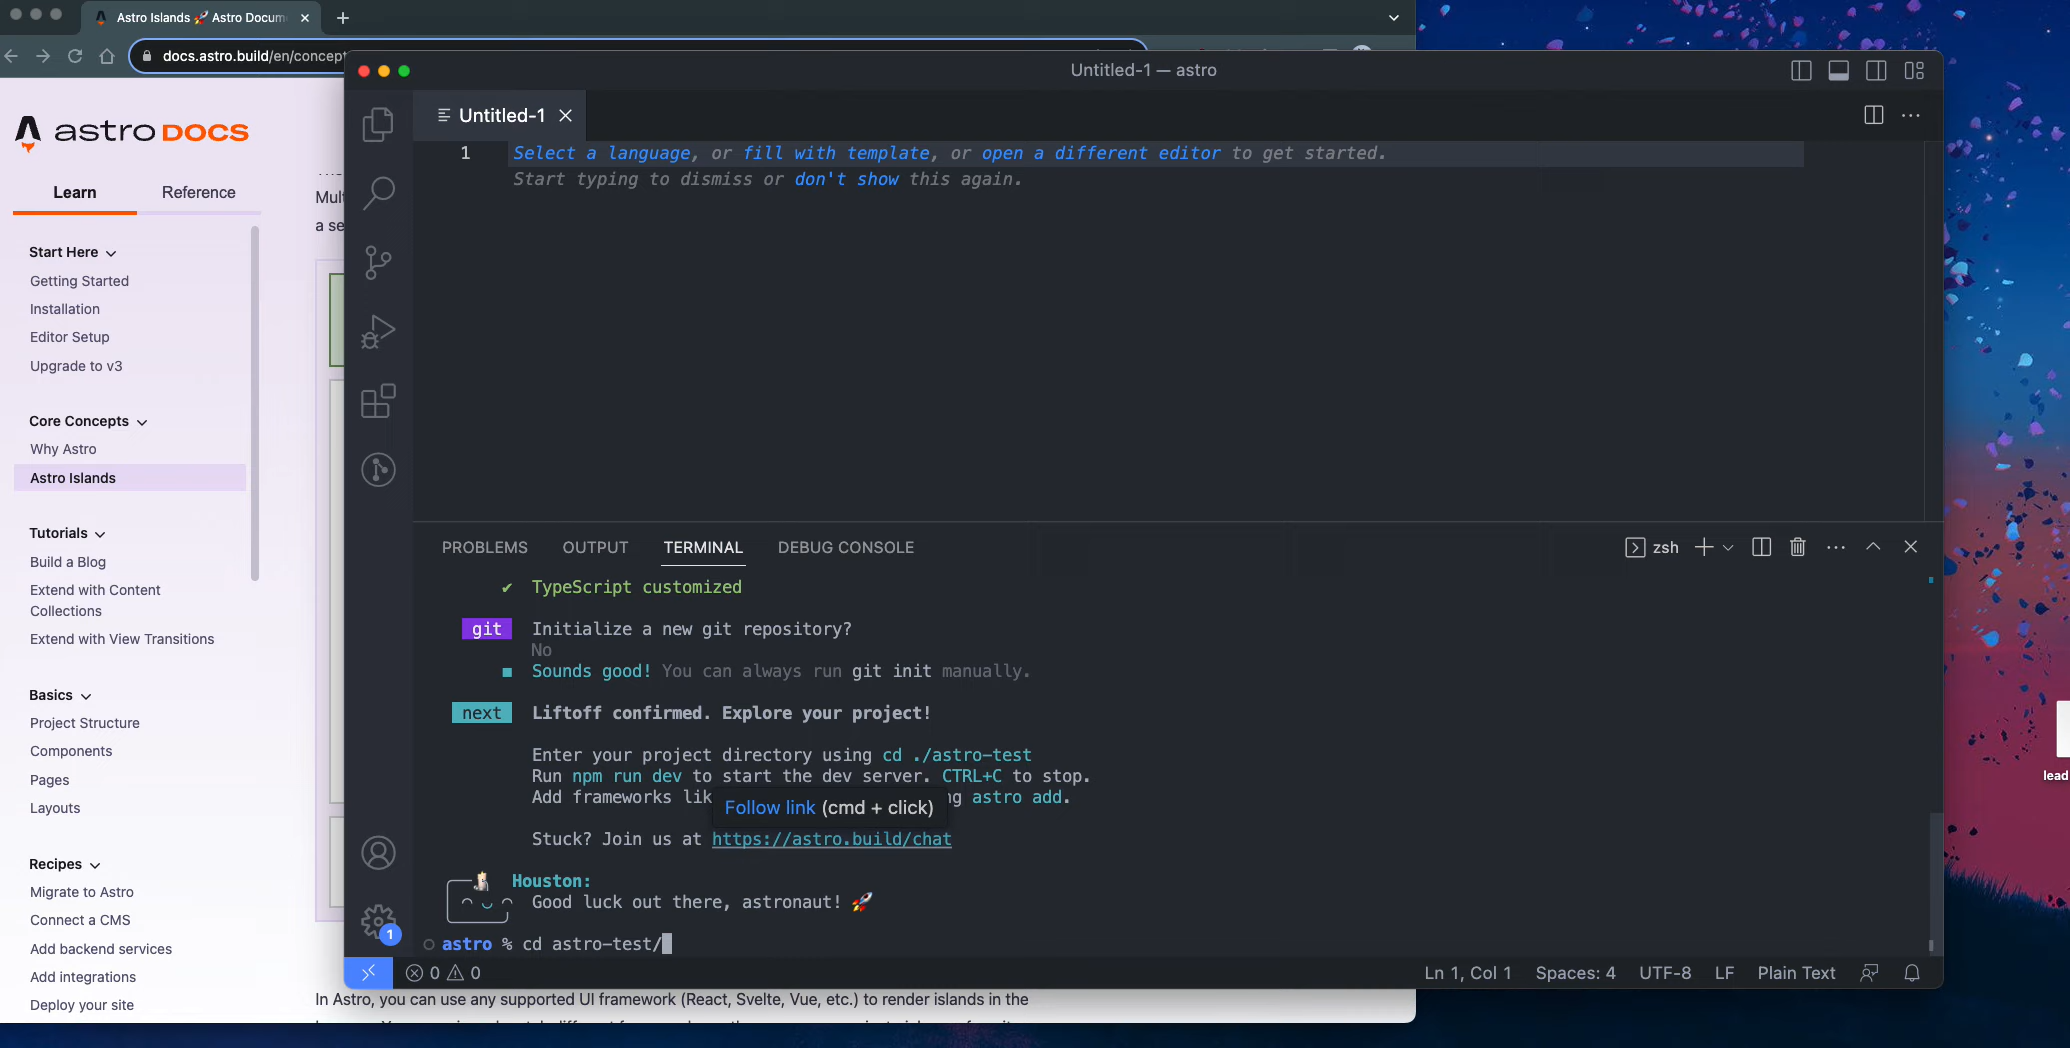 Astro Islands 🚀 Astro Docum
docs.astro.build/en/concept
astro DOCS
Learn
Reference
Start Here
Getting Started
Installation
Editor Setup
Upgrade to v3
Core Concepts
Why Astro
Astro Islands
Tutorials
Build a Blog
Extend with Content
Collections
Extend with View Transitions
Basics
Project Structure
Components
Pages
Layouts
Recipes
Migrate to Astro
Connect a CMS
Add backend services
Add integrations
Deploy your site
Mult
a se
In Astro, you can use any supported UI framework (React, Svelte, Vue, etc.) to render islands in the
Untitled-1 — astro
Untitled-1
1 Select a language, or fill with template, or open a different editor to get started.
Start typing to dismiss or don't show this again.
PROBLEMS OUTPUT TERMINAL DEBUG CONSOLE
zsh
✔ TypeScript customized
git Initialize a new git repository?
No
■ Sounds good! You can always run git init manually.
next Liftoff confirmed. Explore your project!
Enter your project directory using cd ./astro-test
Run npm run dev to start the dev server. CTRL+C to stop.
Add frameworks lik
g astro add.
Follow link (cmd + click)
Stuck? Join us at https://astro.build/chat
Houston:
Good luck out there, astronaut! 🚀
astro % cd astro-test/
1
0 0
Ln 1, Col 1 Spaces: 4 UTF-8 LF Plain Text
lead